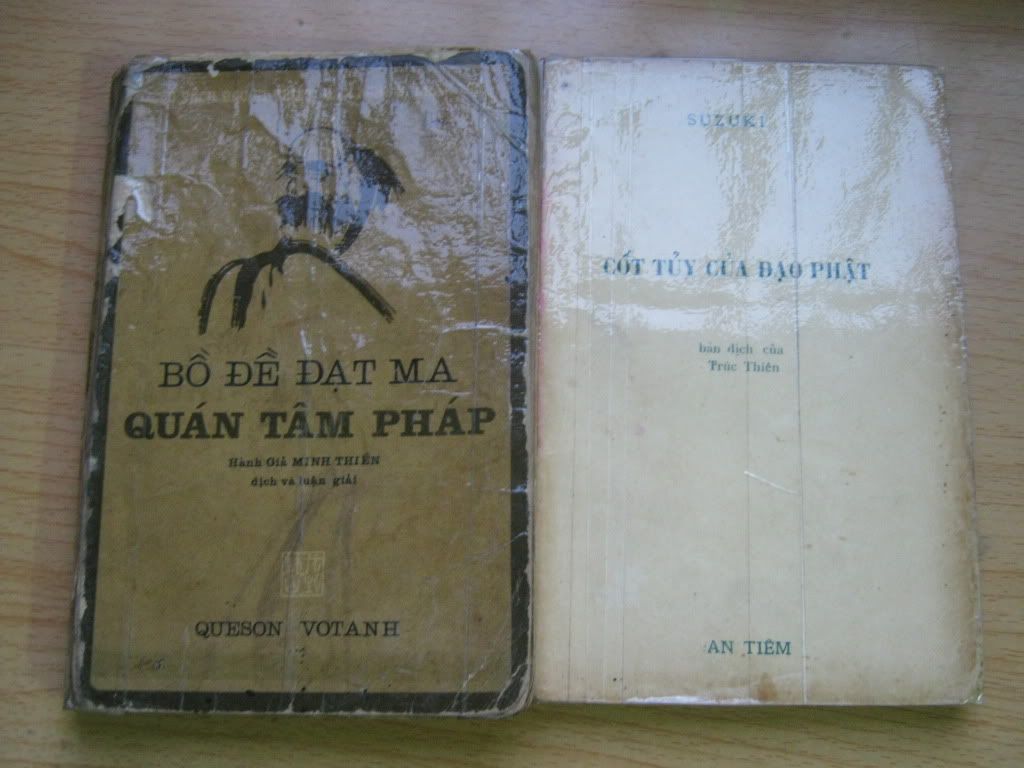 BỒ ĐỀ ĐẠT MA
QUÁN TÂM PHÁP
Hành Giả MINH THIỀN
dịch và luận giải
QUESON VOTANH
SUZUKI
CỐT TỦY CỦA ĐẠO PHẬT
bản dịch của
Trúc Thiên
AN TIÊM